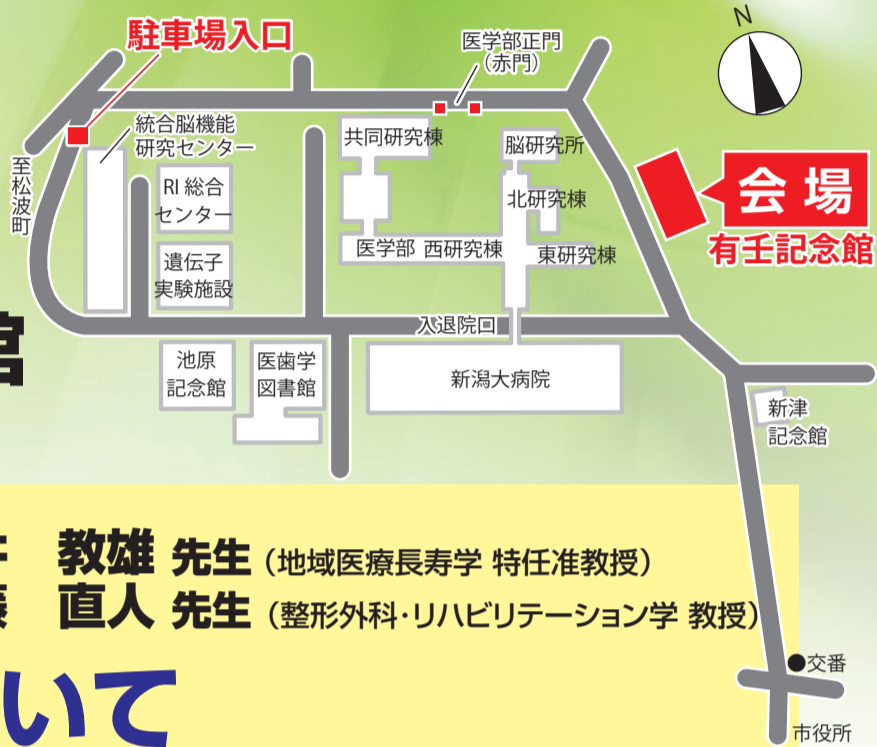 N
駐車場入口
医学部正門
（赤門）
統合脳機能
研究センター
共同研究棟
脳研究所
至松波町
RI 総合
センター
北研究棟
会 場
有壬記念館
医学部 西研究棟
東研究棟
遺伝子
実験施設
入退院口
館
池原
記念館
医歯学
図書館
新潟大病院
新津
記念館
教雄 先生（地域医療長寿学 特任准教授）
直人 先生（整形外科・リハビリテーション学 教授）
いて
●交番
市役所